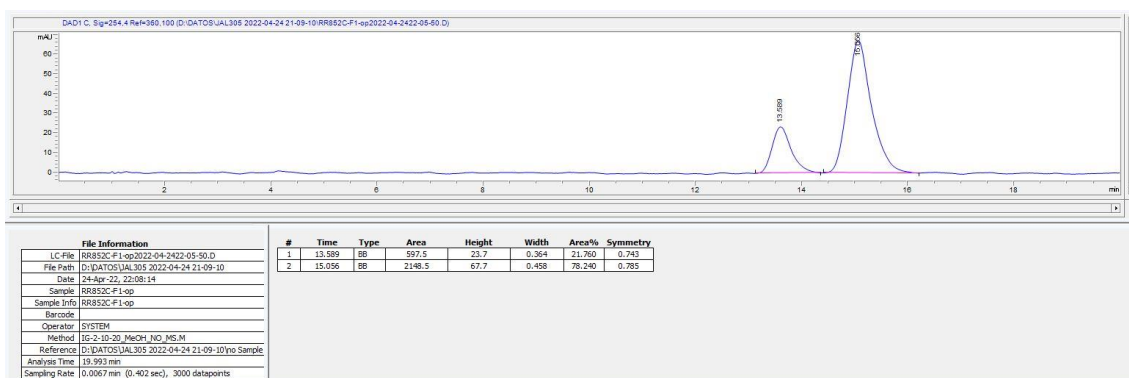 DAD1 C, Sig=254,4 Ref=360,100 (D:\DATOS\JAL305 2022-04-24 21-09-10\RR852C-F1-op2022-04-2422-05-50.D)
mAU
60
50
40
30
20
10
0
13.589
15.056
2 4 6 8 10 12 14 16 18 min
File Information
LC-File RR852C-F1-op2022-04-2422-05-50.D
File Path D:\DATOS\JAL305 2022-04-24 21-09-10
Date 24-Apr-22, 22:08:14
Sample RR852C-F1-op
Sample Info RR852C-F1-op
Barcode
Operator SYSTEM
Method IG-2-10-20_MeOH_NO_MS.M
Reference D:\DATOS\JAL305 2022-04-24 21-09-10\no Sample
Analysis Time 19.993 min
Sampling Rate 0.0067 min (0.402 sec), 3000 datapoints
# Time Type Area Height Width Area% Symmetry
1 13.589 BB 597.5 23.7 0.364 21.760 0.743
2 15.056 BB 2148.5 67.7 0.458 78.240 0.785